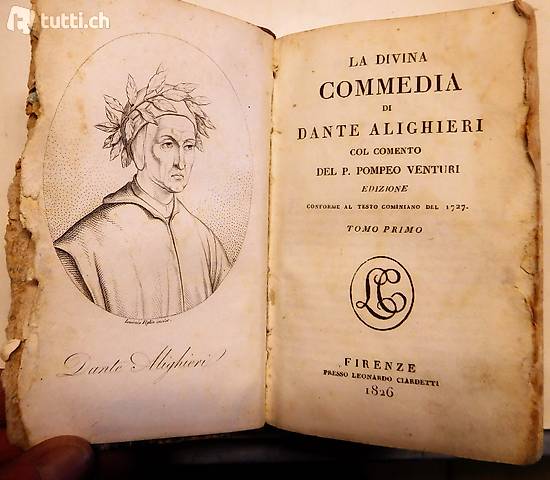 tutti.ch
Dante Alighieri
LA DIVINA
COMMEDIA
DI
DANTE ALIGHIERI
COL COMENTO
DEL P. POMPEO VENTURI
EDIZIONE
CONFORME AL TESTO COMINIANO DEL 1727.
TOMO PRIMO
LC
FIRENZE
PRESSO LEONARDO CIARDETTI
1826